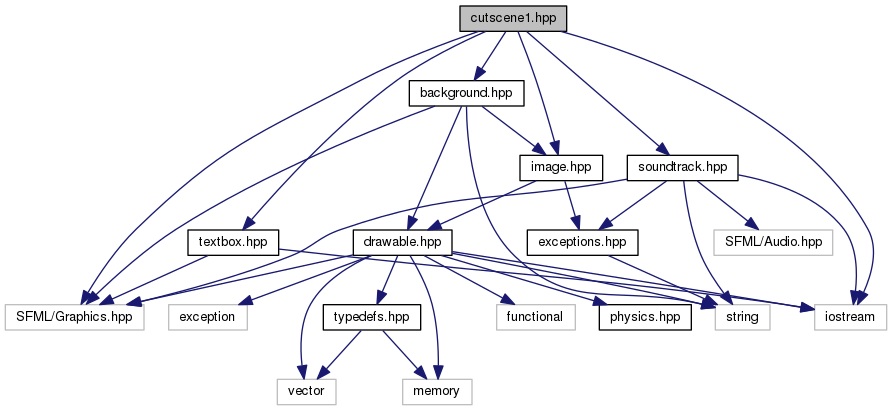 cutscene1.hpp
background.hpp
image.hpp
soundtrack.hpp
textbox.hpp
drawable.hpp
exceptions.hpp
SFML/Audio.hpp
SFML/Graphics.hpp
exception
typedefs.hpp
functional
physics.hpp
string
iostream
vector
memory